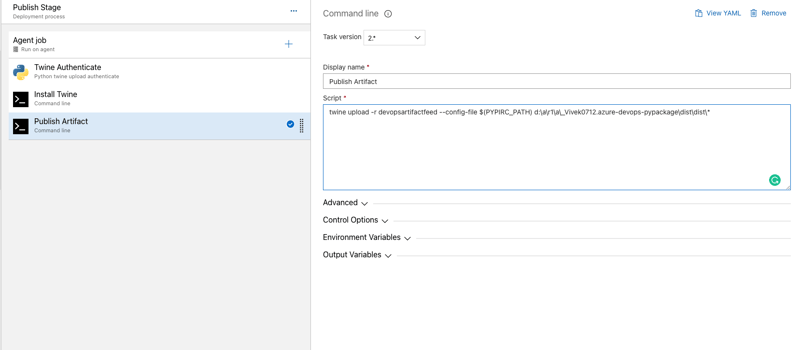 Publish Stage
Deployment process
Agent job
Run on agent
Twine Authenticate
Python twine upload authenticate
Install Twine
Command line
Publish Artifact
Command line
Command line
View YAML
Remove
Task version
2.*
Display name *
Publish Artifact
Script *
twine upload -r devopsartifactfeed --config-file $(PYPIRC_PATH) d:\a\r1\a\_Vivek0712.azure-devops-pypackage\dist\dist\*
Advanced
Control Options
Environment Variables
Output Variables